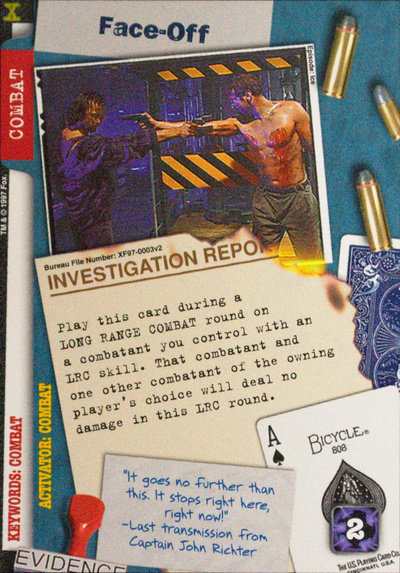 X
Face-Off
COMBAT
Episode: Ice
TM & © 1997 Fox.
Bureau File Number: XF97-0003v2
INVESTIGATION REPO
Play this card during a
LONG RANGE COMBAT round on
a combatant you control with an
LRC skill. That combatant and
one other combatant of the owning
player's choice will deal no
damage in this LRC round.
KEYWORDS: COMBAT
ACTIVATOR: COMBAT
"It goes no further than
this. It stops right here,
right now!"
-Last transmission from
Captain John Richter
A
BICYCLE®
808
2
THE U.S. PLAYING CARD CO.
CINCINNATI, U.S.A.
EVIDENCE